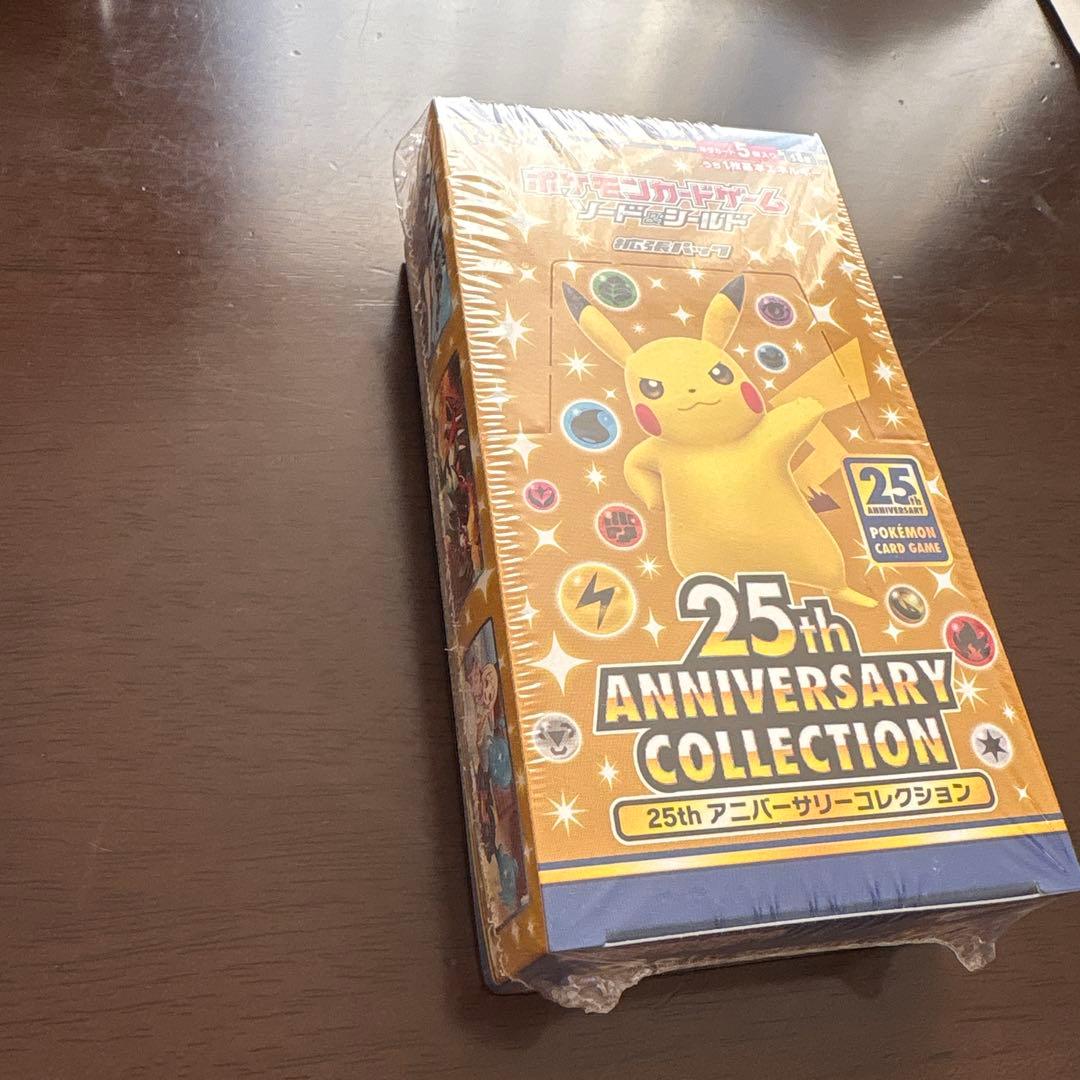 ポケモンカードゲーム
ソード&シールド
拡張パック
25th
ANNIVERSARY
POKÉMON
CARD GAME
25th
ANNIVERSARY
COLLECTION
25th アニバーサリーコレクション